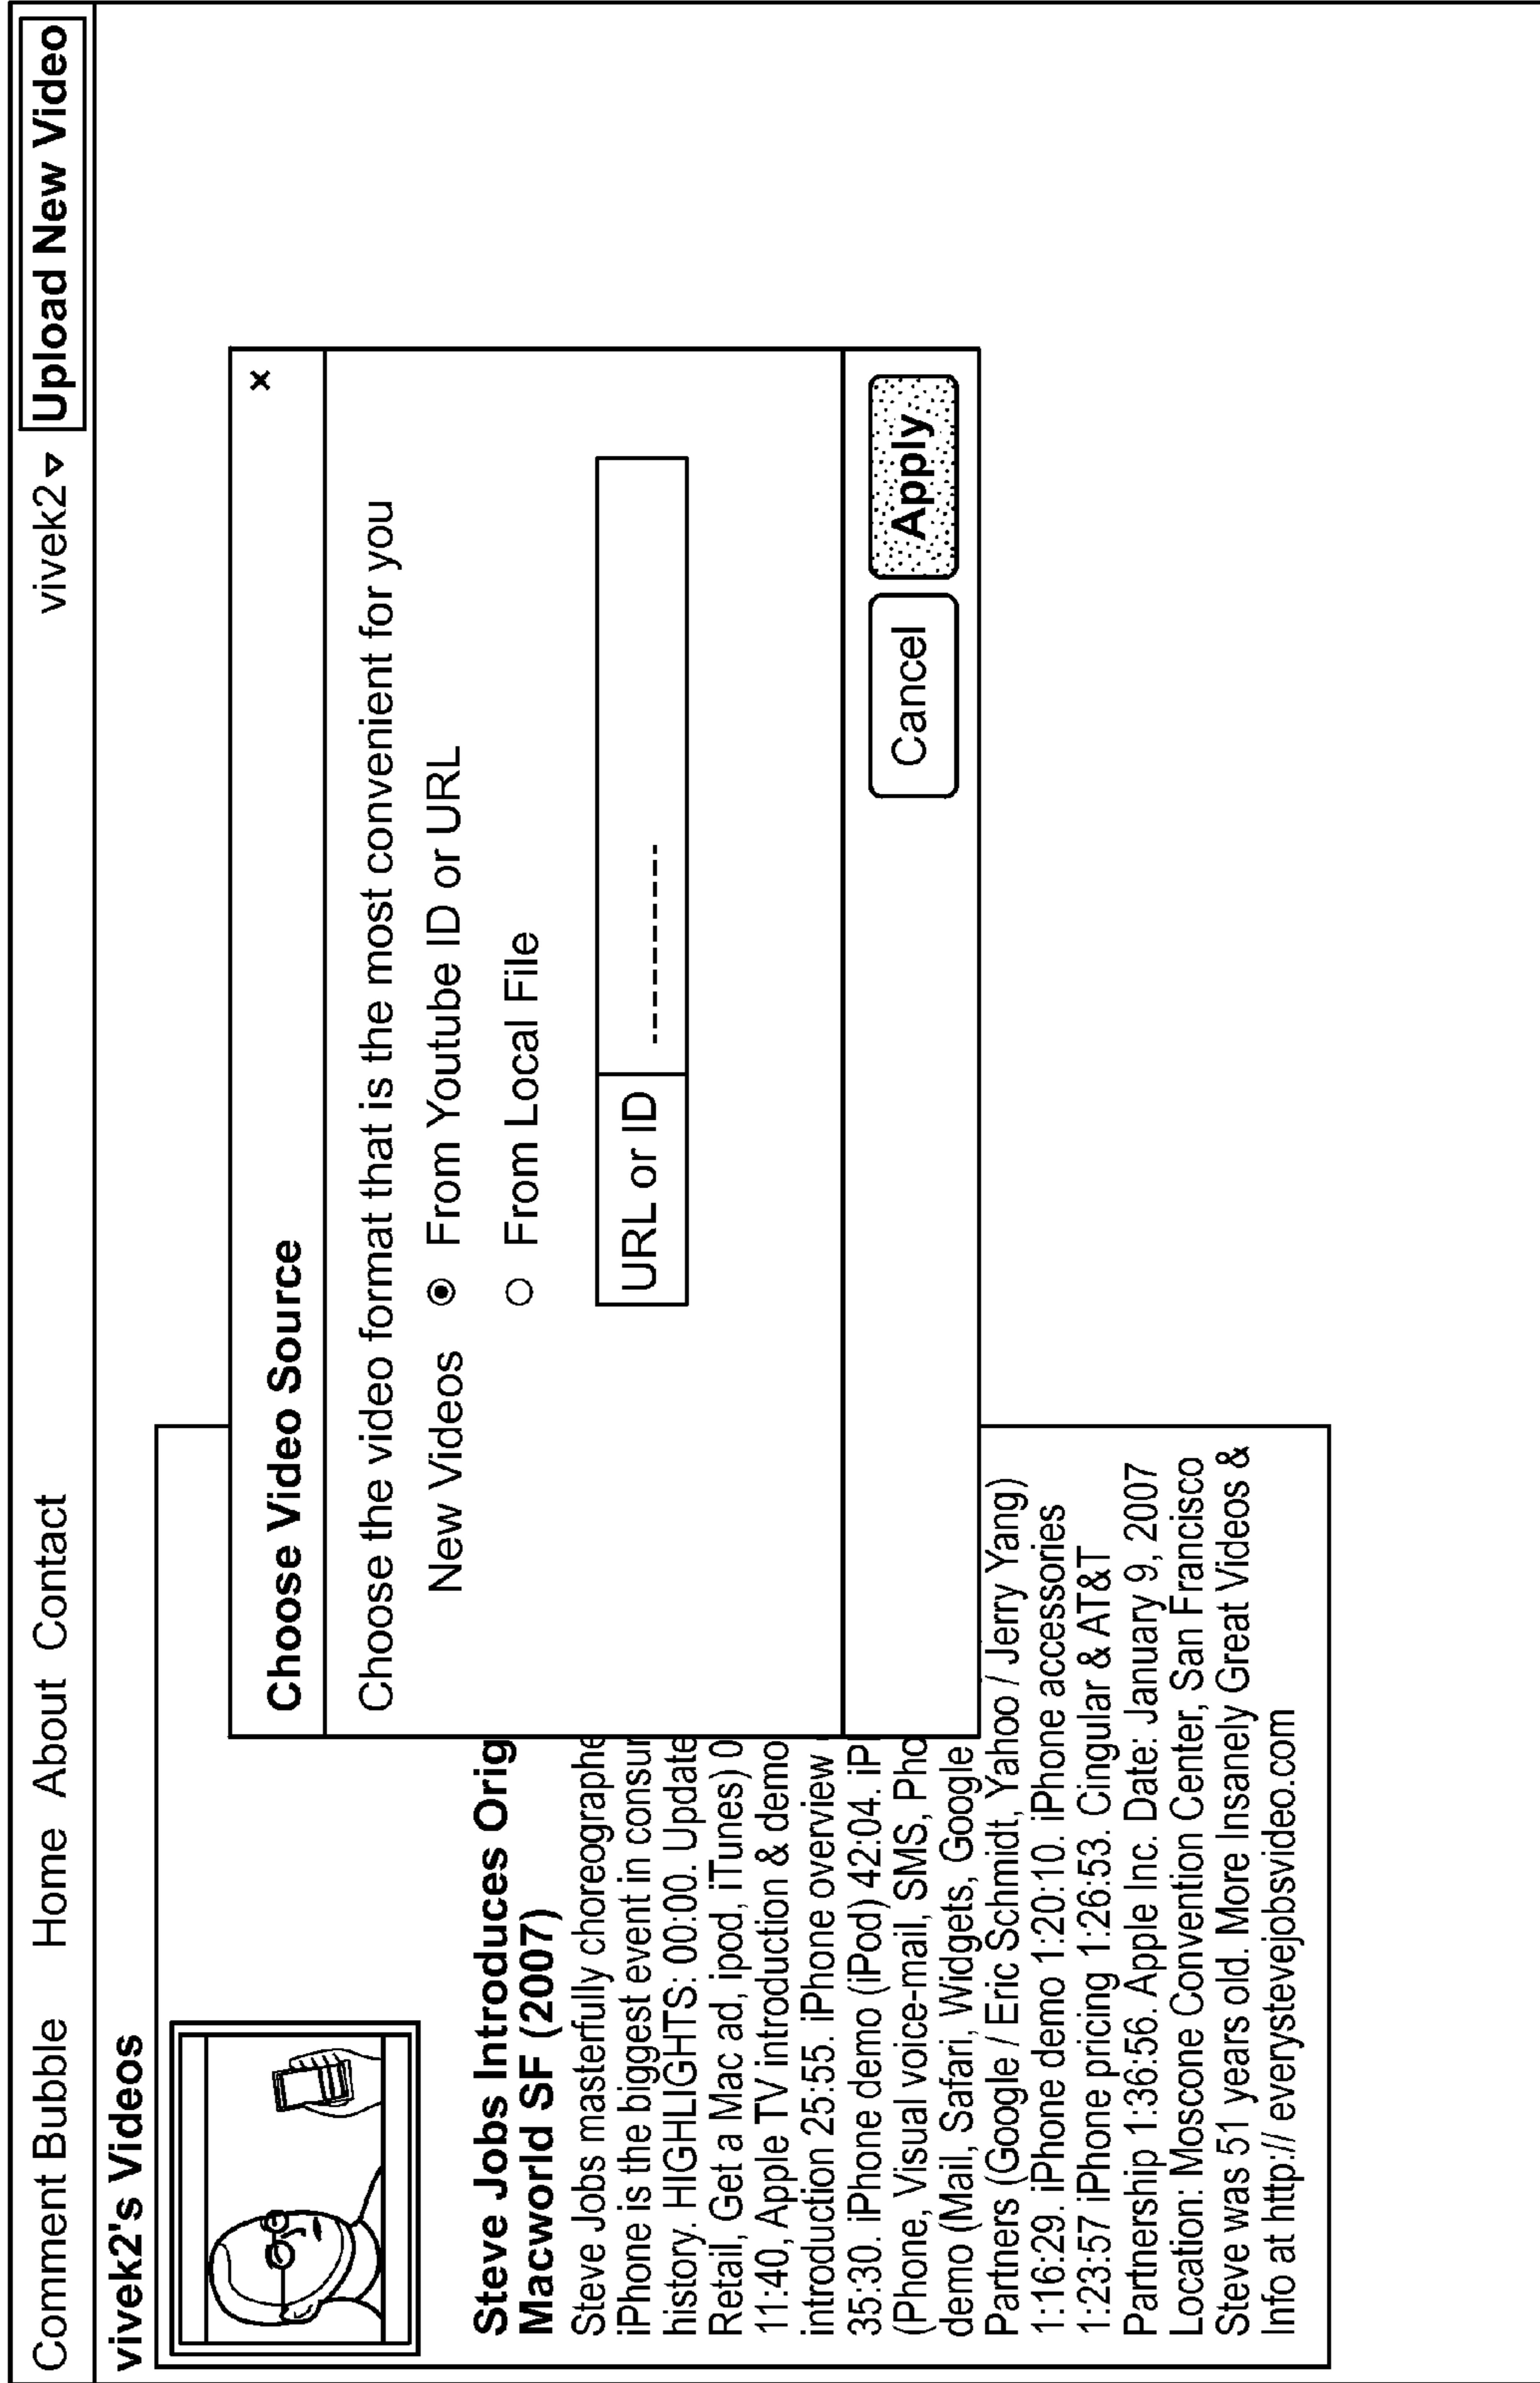 Comment Bubble Home About Contact vivek2 Upload New Video
vivek2's Videos
Choose Video Source ×
Choose the video format that is the most convenient for you
New Videos From Youtube ID or URL
From Local File
URL or ID ------------
Cancel Apply
Steve Jobs Introduces Orig
Macworld SF (2007)
Steve Jobs masterfully choreographe
iPhone is the biggest event in consur
history. HIGHLIGHTS: 00:00. Update
Retail, Get a Mac ad, ipod, iTunes) 0
11:40, Apple TV introduction & demo
introduction 25:55. iPhone overview
35:30. iPhone demo (iPod) 42:04. iP
(Phone, Visual voice-mail, SMS, Pho
demo (Mail, Safari, Widgets, Google
Partners (Google / Eric Schmidt, Yahoo / Jerry Yang)
1:16:29. iPhone demo 1:20:10. iPhone accessories
1:23:57 iPhone pricing 1:26:53. Cingular & AT&T
Partnership 1:36:56. Apple Inc. Date: January 9, 2007
Location: Moscone Convention Center, San Francisco
Steve was 51 years old. More Insanely Great Videos &
Info at http:// everystevejobsvideo.com